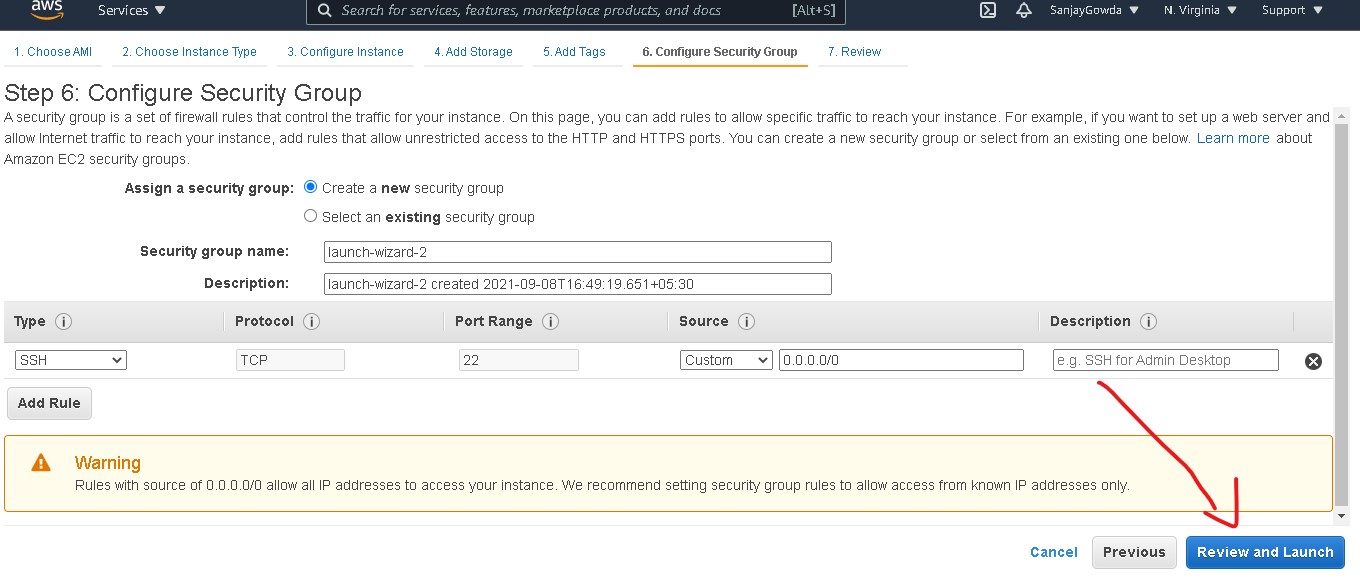 aws
Services
Search for services, features, marketplace products, and docs
[Alt+S]
SanjayGowda
N. Virginia
Support
1. Choose AMI
2. Choose Instance Type
3. Configure Instance
4. Add Storage
5. Add Tags
6. Configure Security Group
7. Review
Step 6: Configure Security Group
A security group is a set of firewall rules that control the traffic for your instance. On this page, you can add rules to allow specific traffic to reach your instance. For example, if you want to set up a web server and
allow Internet traffic to reach your instance, add rules that allow unrestricted access to the HTTP and HTTPS ports. You can create a new security group or select from an existing one below. Learn more about
Amazon EC2 security groups.
Assign a security group: Create a new security group
Select an existing security group
Security group name: launch-wizard-2
Description: launch-wizard-2 created 2021-09-08T16:49:19.651+05:30
Type i Protocol i Port Range i Source i Description i
SSH TCP 22 Custom 0.0.0.0/0 e.g. SSH for Admin Desktop
Add Rule
Warning
Rules with source of 0.0.0.0/0 allow all IP addresses to access your instance. We recommend setting security group rules to allow access from known IP addresses only.
Cancel Previous Review and Launch